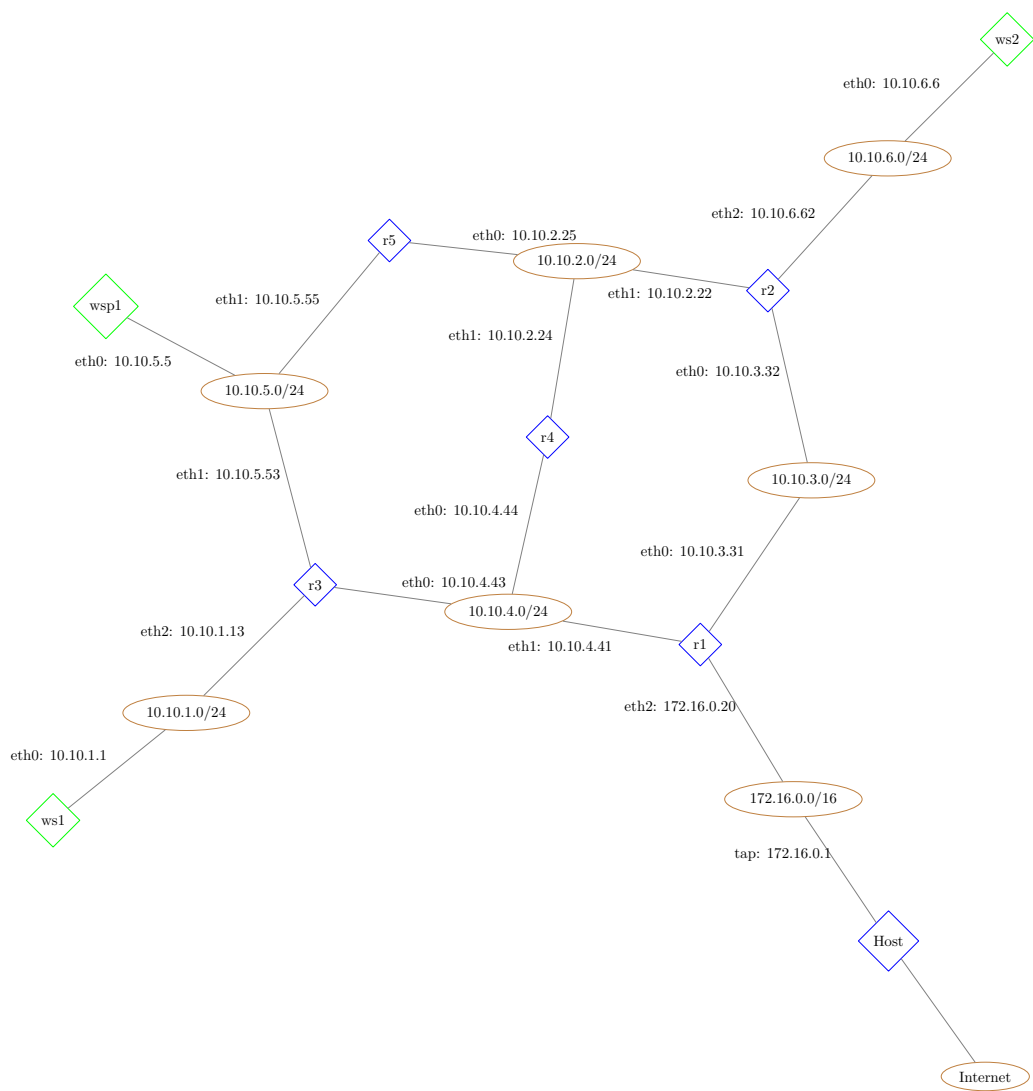 ws2
eth0: 10.10.6.6
10.10.6.0/24
eth2: 10.10.6.62
r5
eth0: 10.10.2.25
10.10.2.0/24
r2
eth1: 10.10.2.22
eth1: 10.10.5.55
wsp1
eth1: 10.10.2.24
eth0: 10.10.5.5
eth0: 10.10.3.32
10.10.5.0/24
r4
eth1: 10.10.5.53
10.10.3.0/24
eth0: 10.10.4.44
eth0: 10.10.3.31
r3
eth0: 10.10.4.43
10.10.4.0/24
eth2: 10.10.1.13
eth1: 10.10.4.41
r1
10.10.1.0/24
eth2: 172.16.0.20
eth0: 10.10.1.1
172.16.0.0/16
ws1
tap: 172.16.0.1
Host
Internet